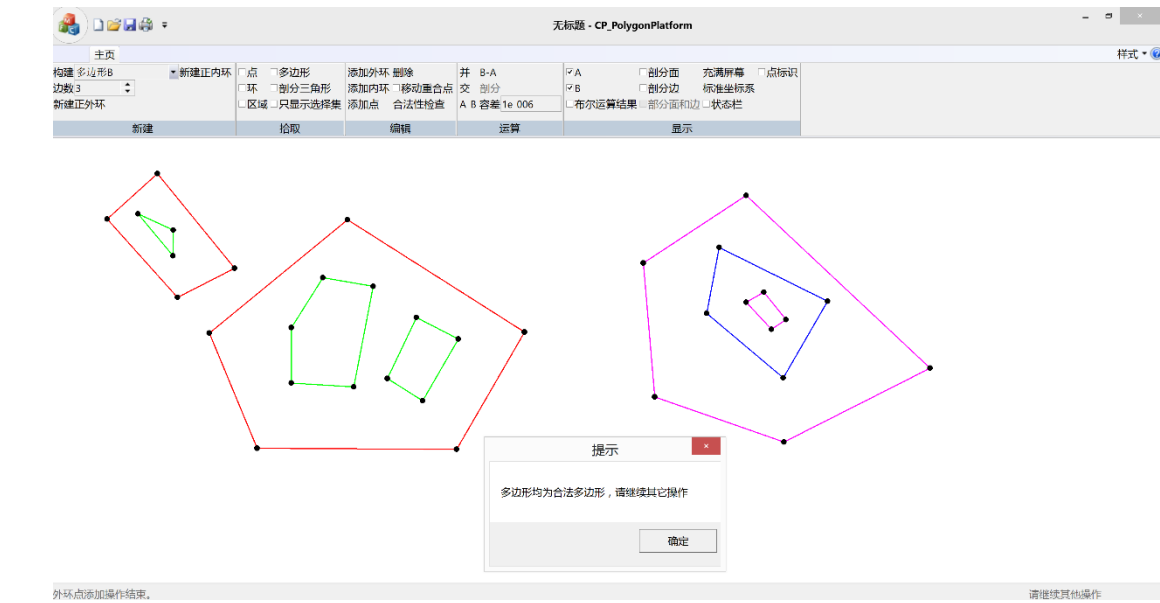 无标题 - CP_PolygonPlatform
主页 样式
构建 多边形B 新建正内环 点 多边形 添加外环 删除 并 B-A A 剖分面 充满屏幕 点标识
边数 3 环 剖分三角形 添加内环 移动重合点 交 剖分 B 剖分边 标准坐标系
新建正外环 区域 只显示选择集 添加点 合法性检查 A B 容差 1e 006 布尔运算结果 部分面和边 状态栏
新建 拾取 编辑 运算 显示
提示
多边形均为合法多边形，请继续其它操作
确定
外环点添加操作结束。 请继续其他操作